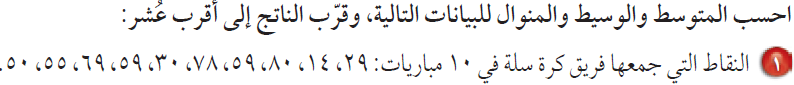 احسب المتوسط والوسيط والمنوال للبيانات التالية، وقرّب الناتج إلى أقرب عُشر:
١ النقاط التي جمعها فريق كرة سلة في ١٠ مباريات: ٢٩، ١٤، ٨٠، ٥٩، ٧٨، ٣٠، ٥٩، ٦٩، ٥٥، ٥٠.